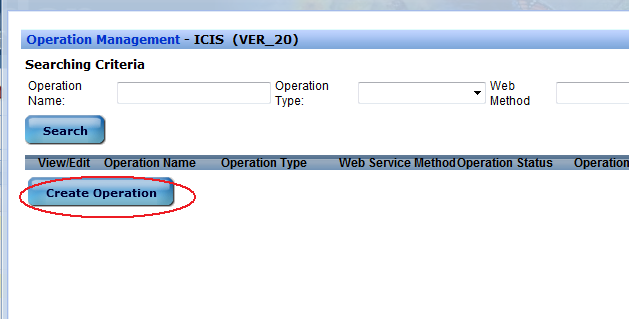 Operation Management - ICIS (VER_20)
Searching Criteria
Operation Name:
Operation Type:
Web Method
Search
View/Edit Operation Name Operation Type Web Service Method Operation Status Operation
Create Operation